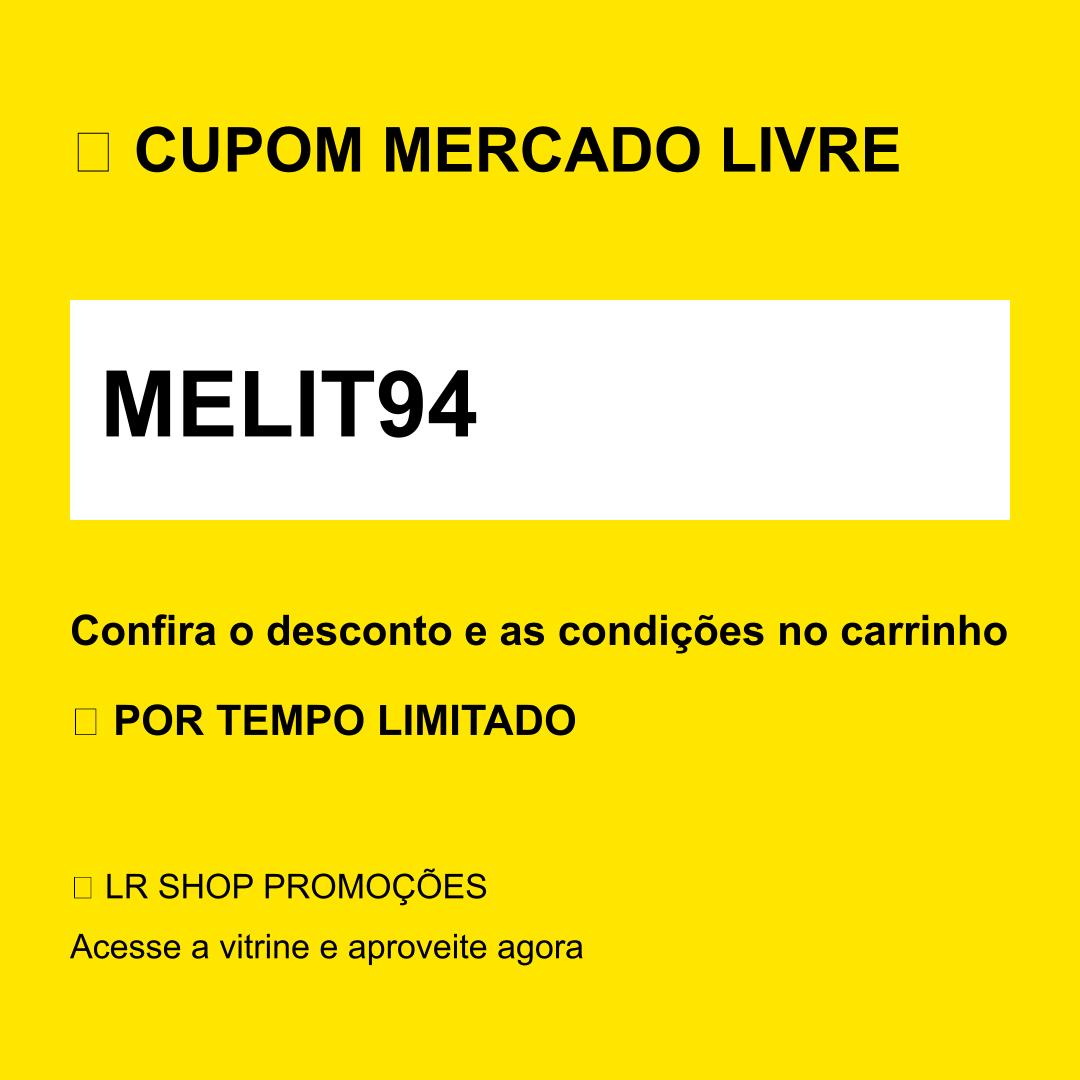 CUPOM MERCADO LIVRE
MELIT94
Confira o desconto e as condições no carrinho
POR TEMPO LIMITADO
LR SHOP PROMOÇÕES
Acesse a vitrine e aproveite agora